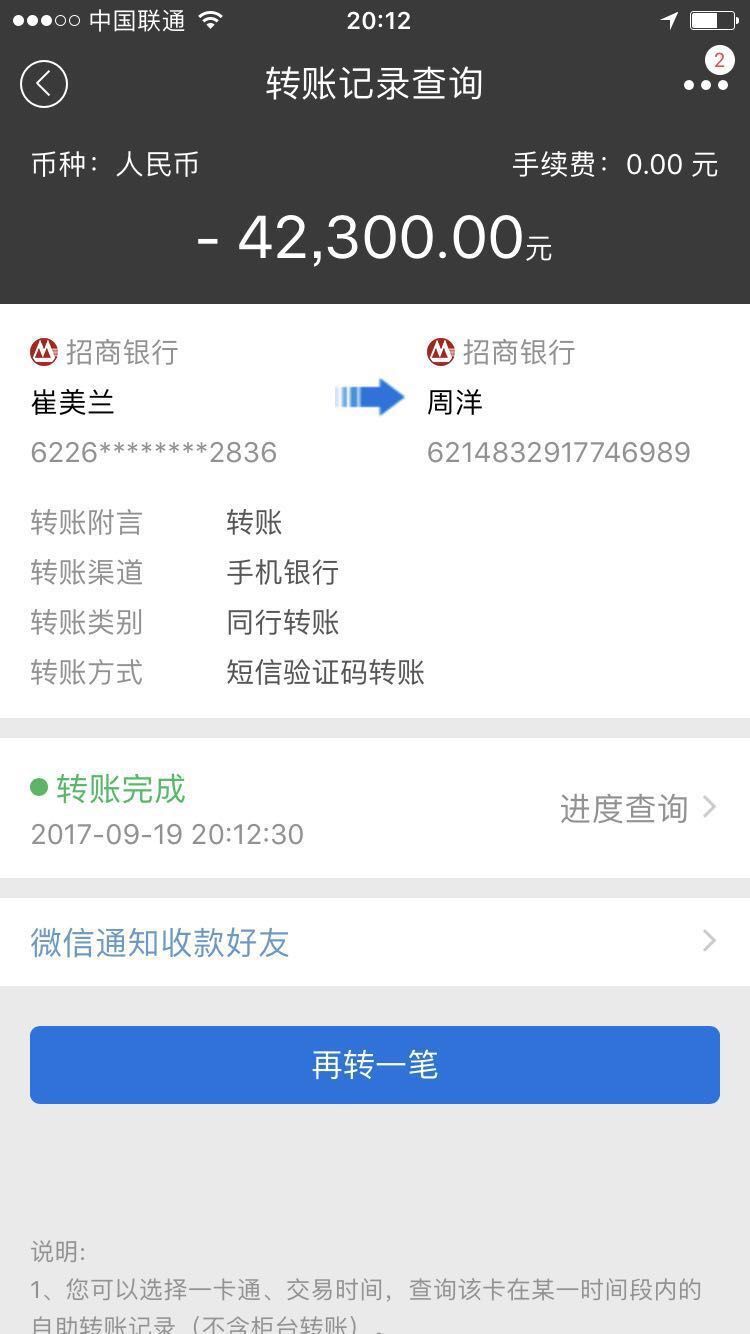 中国联通 20:12
转账记录查询 2
币种：人民币 手续费：0.00 元
- 42,300.00元
招商银行 招商银行
崔美兰 周洋
6226********2836 6214832917746989
转账附言 转账
转账渠道 手机银行
转账类别 同行转账
转账方式 短信验证码转账
转账完成
2017-09-19 20:12:30 进度查询
微信通知收款好友
再转一笔
说明:
1、您可以选择一卡通、交易时间，查询该卡在某一时间段内的
自助转账记录（不含柜台转账）。